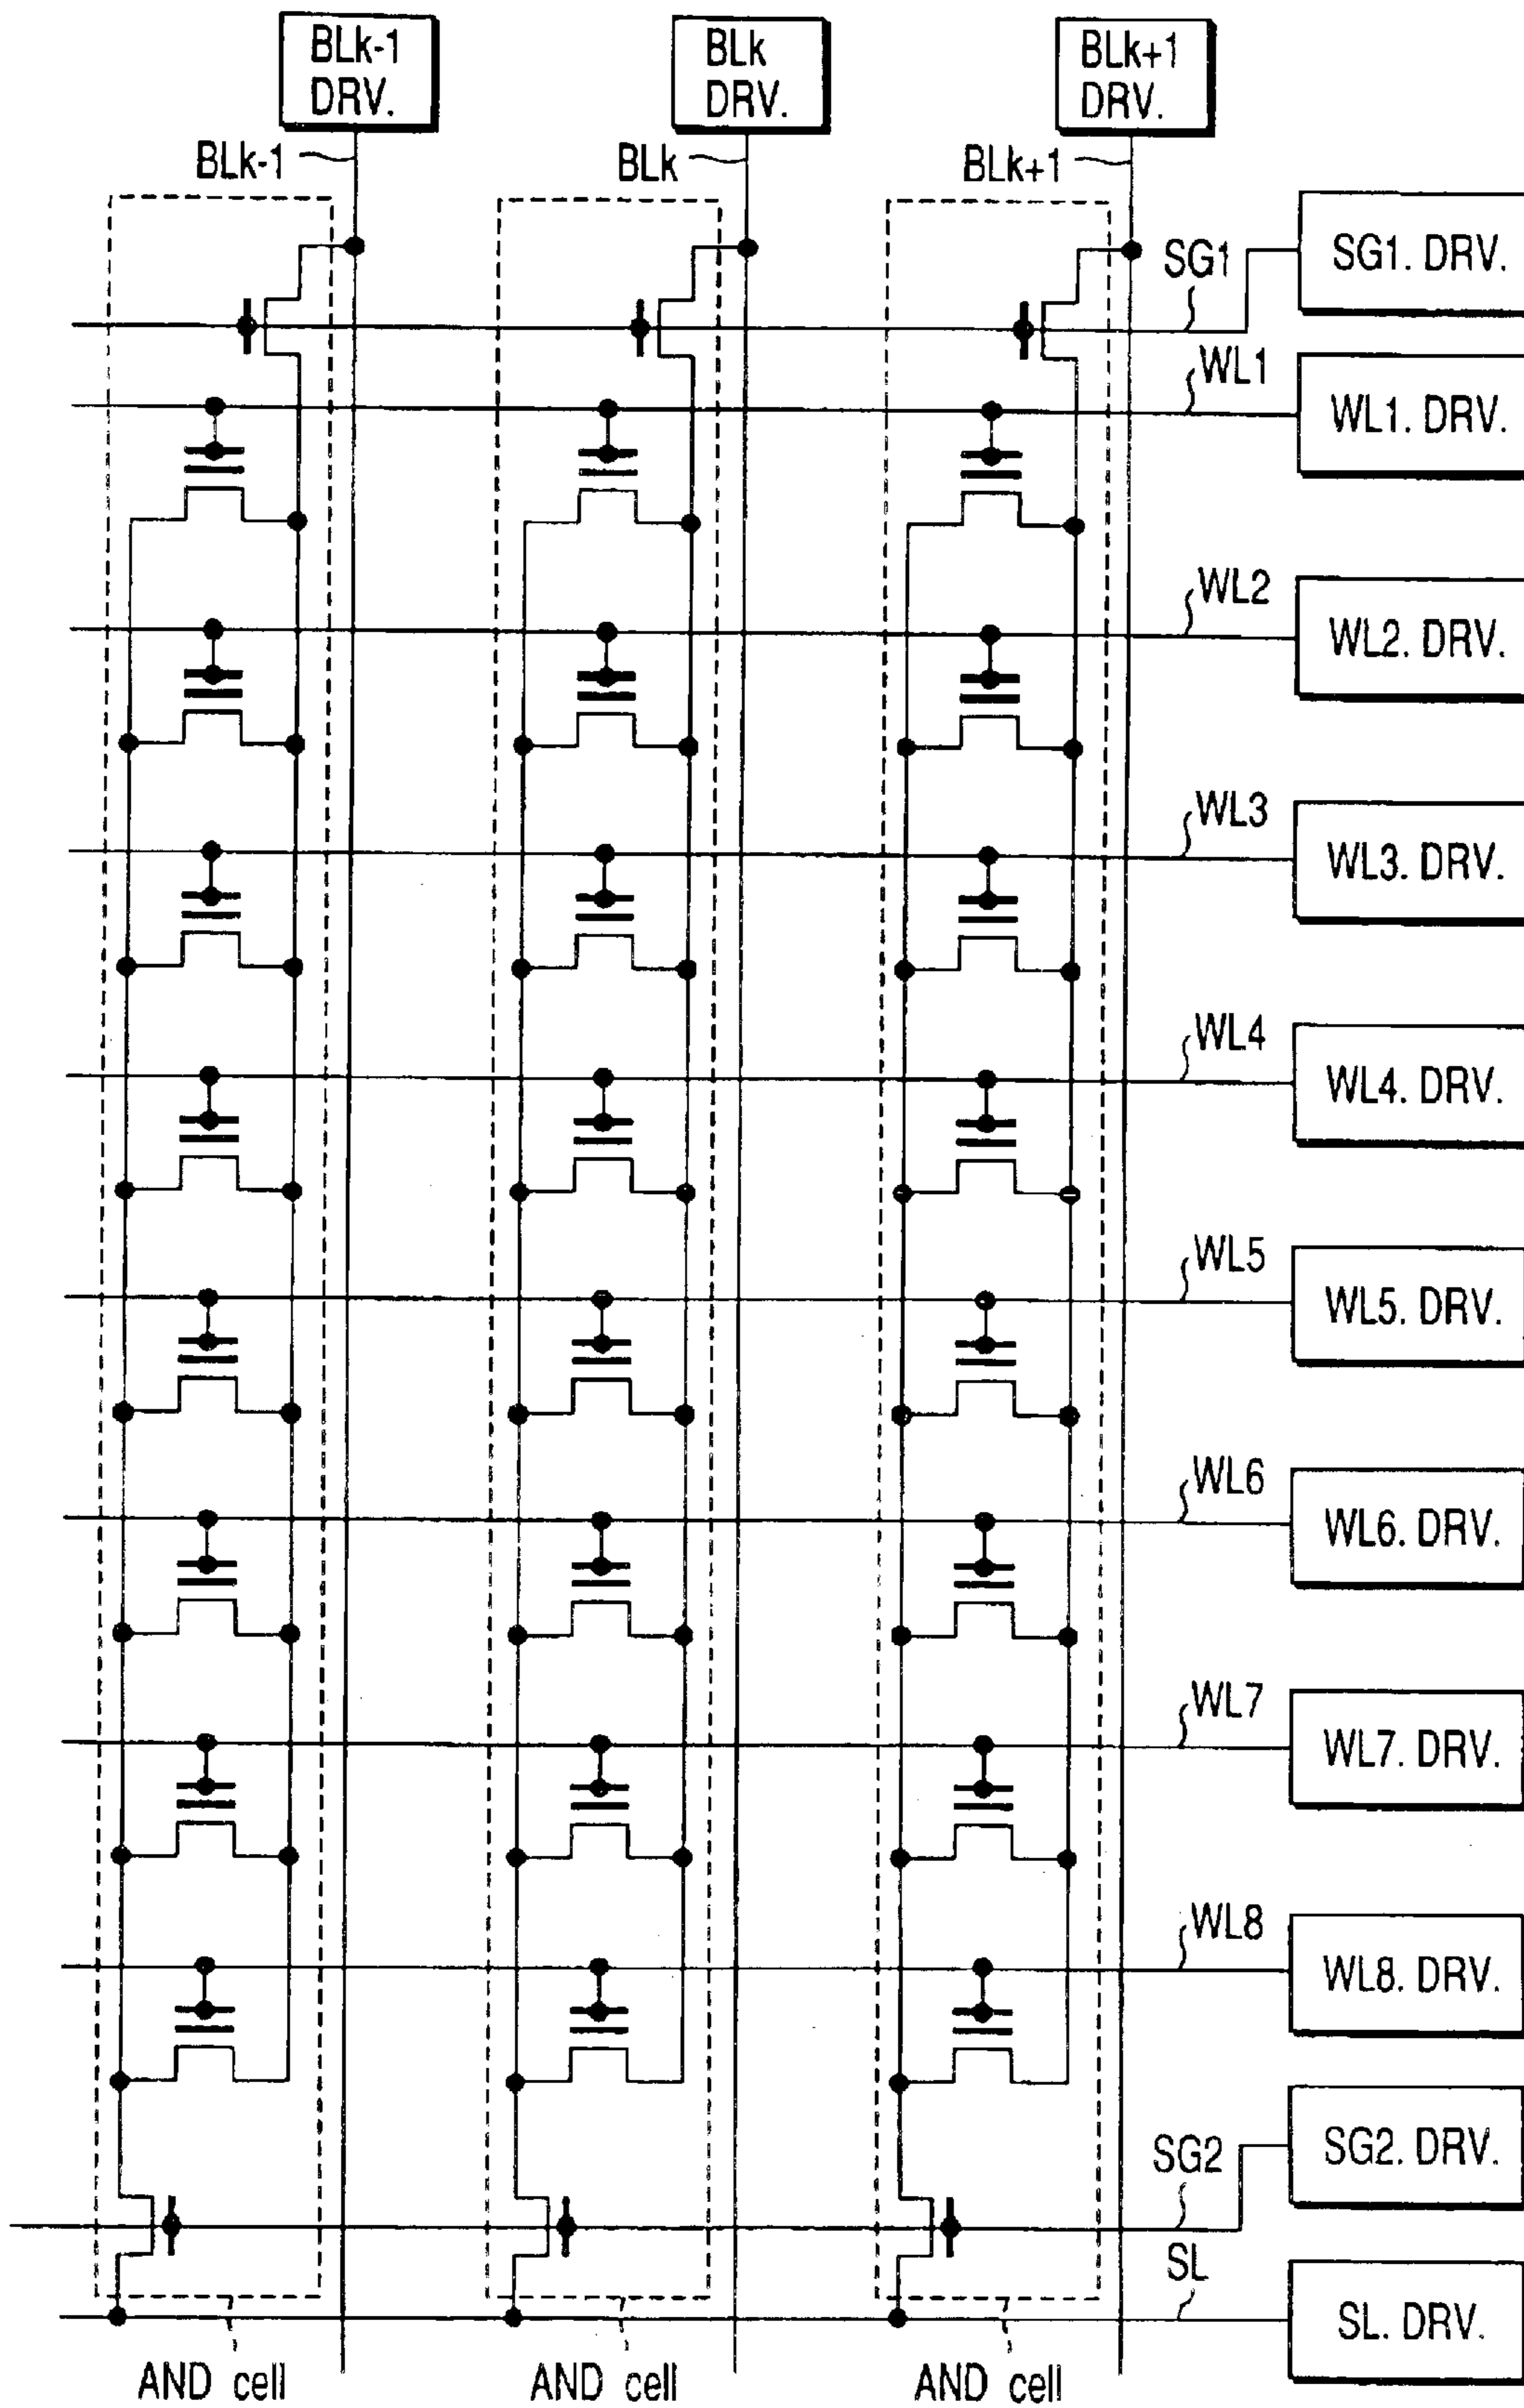 BLk-1
DRV.
BLk
DRV.
BLk+1
DRV.
BLk-1
BLk
BLk+1
SG1
SG1. DRV.
WL1
WL1. DRV.
WL2
WL2. DRV.
WL3
WL3. DRV.
WL4
WL4. DRV.
WL5
WL5. DRV.
WL6
WL6. DRV.
WL7
WL7. DRV.
WL8
WL8. DRV.
SG2
SG2. DRV.
SL
SL. DRV.
AND cell
AND cell
AND cell